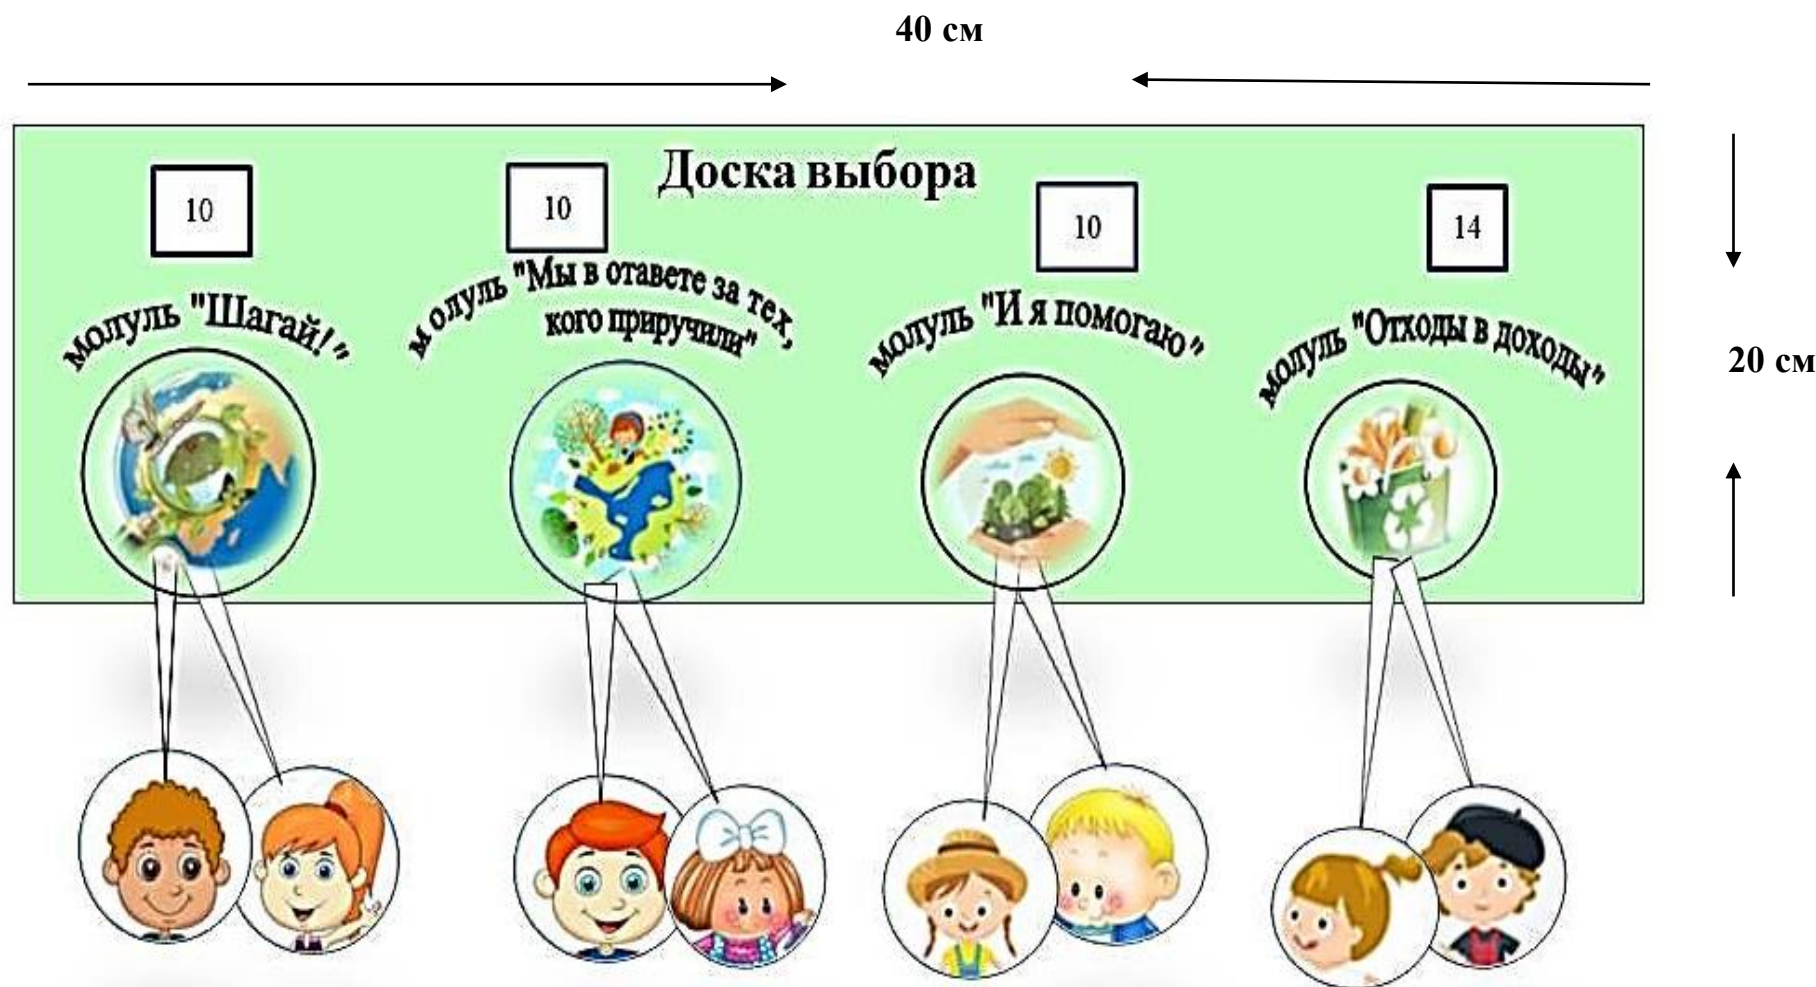 40 см
Доска выбора
10
10
10
14
молуль "Шагай!"
м олуль "Мы в отавете за тех,
кого приручили"
молуль "И я помогаю"
молуль "Отходы в доходы"
20 см